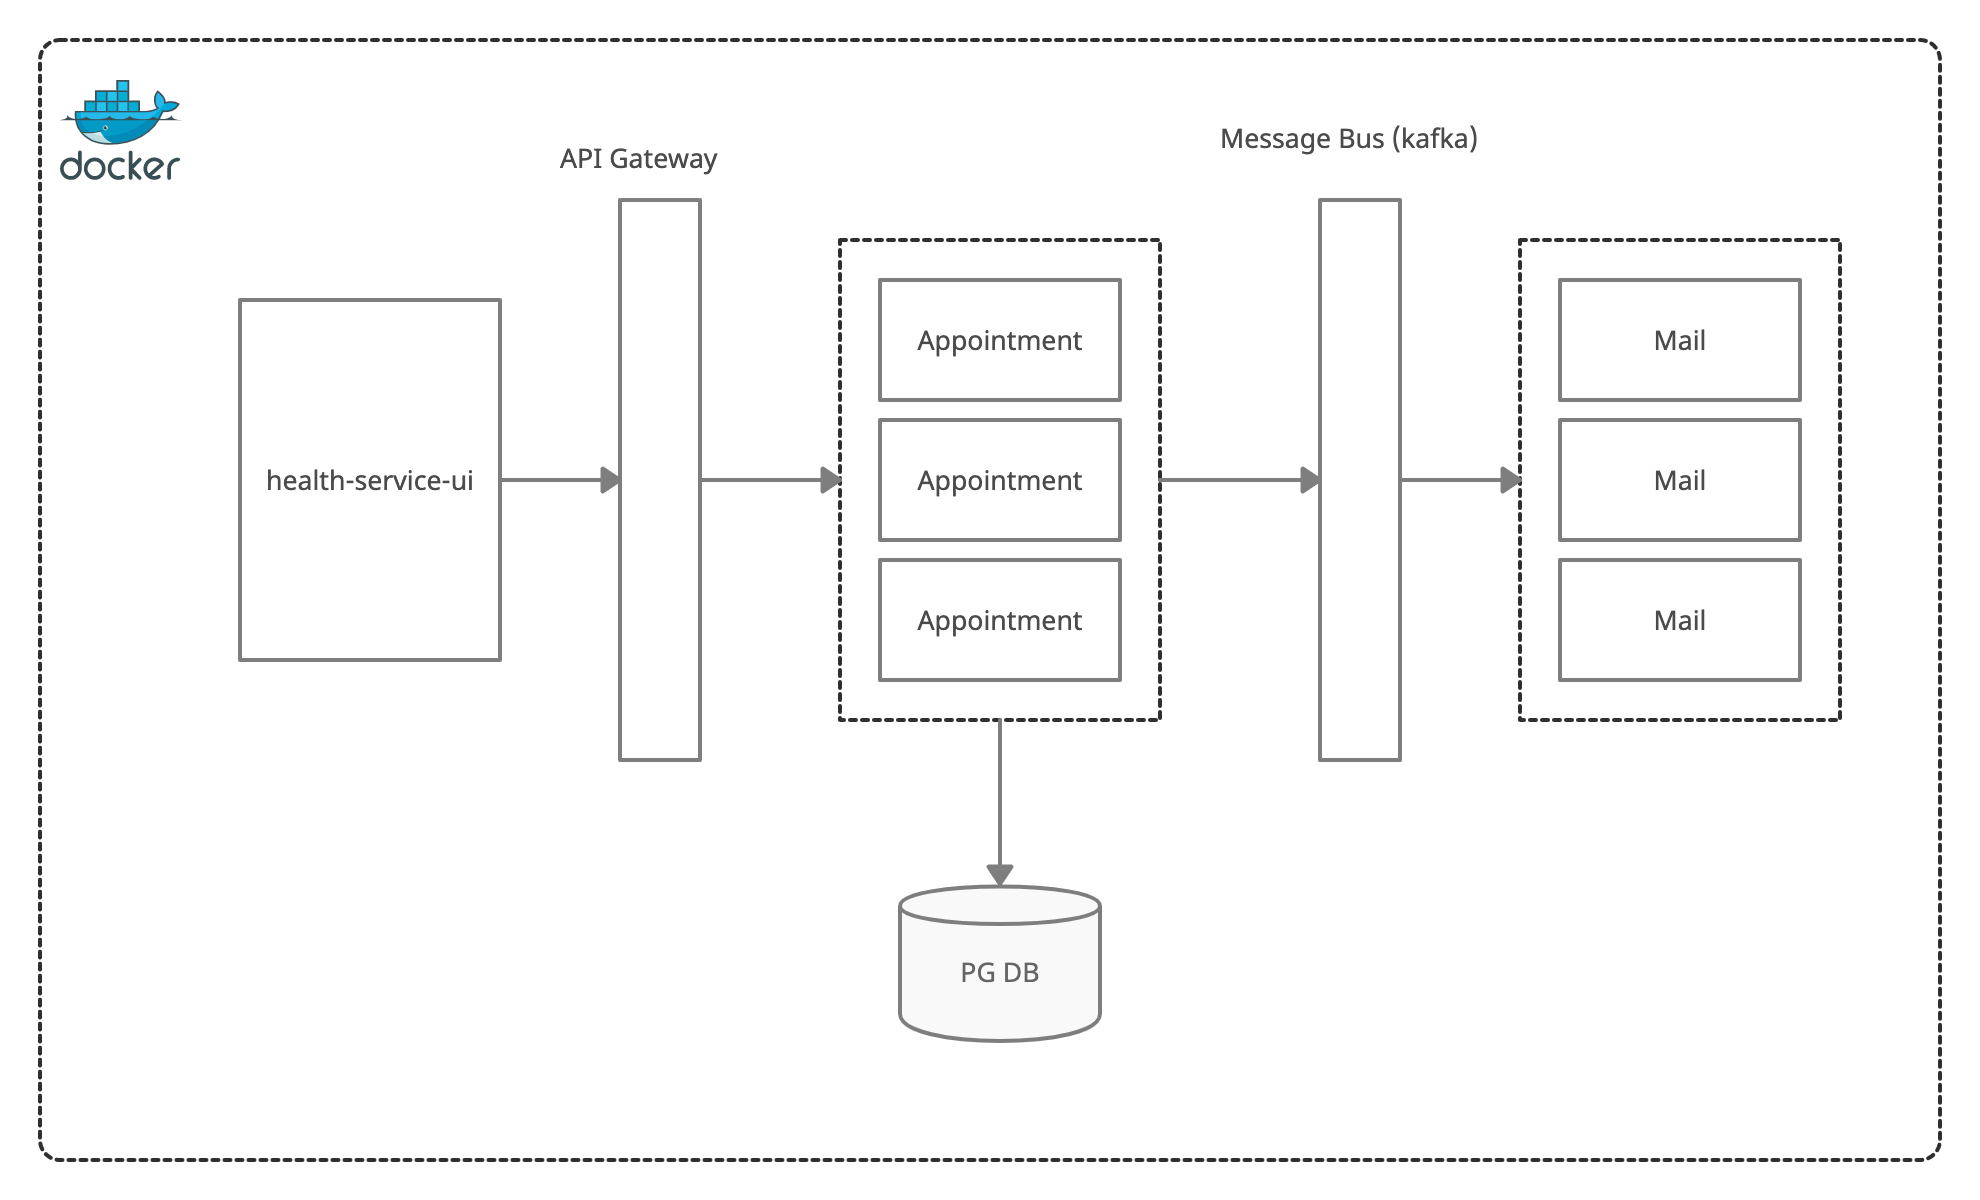 docker
API Gateway
Message Bus (kafka)
health-service-ui
Appointment
Appointment
Appointment
Mail
Mail
Mail
PG DB